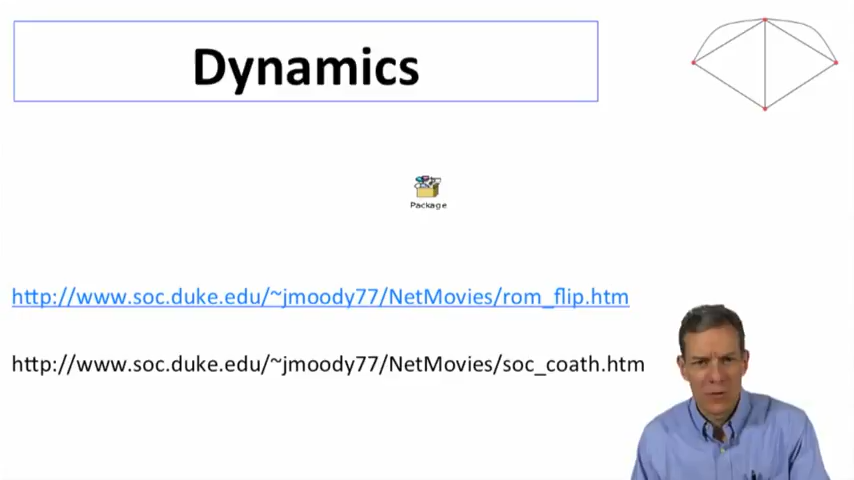 Dynamics
Package
http://www.soc.duke.edu/~jmoody77/NetMovies/rom_flip.htm
http://www.soc.duke.edu/~jmoody77/NetMovies/soc_coath.htm